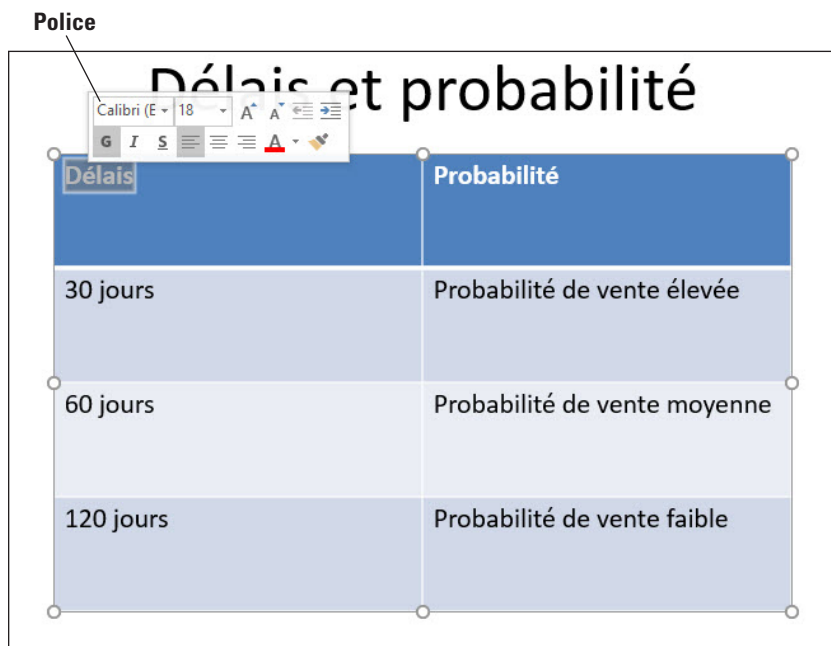 Police
Délais et probabilité
Calibri (E 18 A A
G I S A
Délais Probabilité
30 jours Probabilité de vente élevée
60 jours Probabilité de vente moyenne
120 jours Probabilité de vente faible